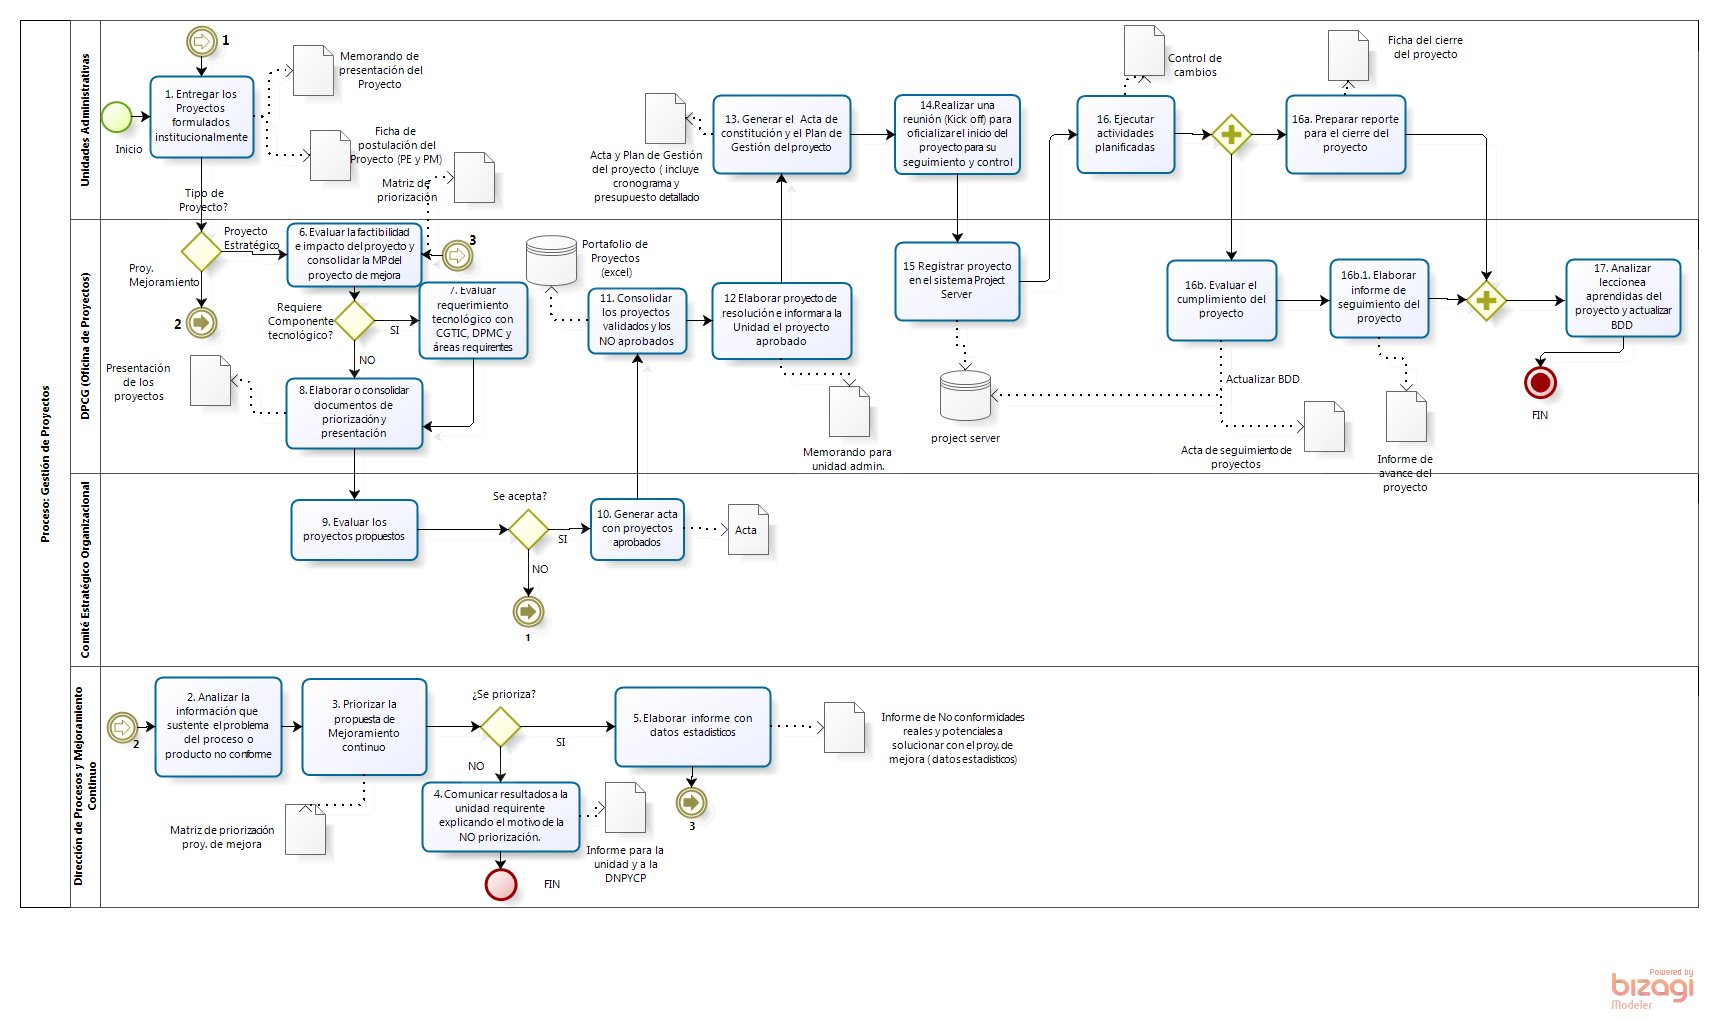 Proceso: Gestión de Proyectos
Unidades Administrativas
1
1. Entregar los
Proyectos
formulados
institucionalmente
Inicio
Memorando de
presentación del
Proyecto
Ficha de
postulación del
Proyecto (PE y PM)
Matriz de
priorización
Tipo de
Proyecto?
Acta y Plan de Gestión
del proyecto ( incluye
cronograma y
presupuesto detallado
13. Generar el Acta de
constitución y el Plan de
Gestión del proyecto
14.Realizar una
reunión (Kick off) para
oficializar el inicio del
proyecto para su
seguimiento y control
Control de
cambios
16. Ejecutar
actividades
planificadas
Ficha del cierre
del proyecto
16a. Preparar reporte
para el cierre del
proyecto
DPCG (Oficina de Proyectos)
Proyecto
Estratégico
Proy.
Mejoramiento
2
6. Evaluar la factibilidad
e impacto del proyecto y
consolidar la MP del
proyecto de mejora
3
Requiere
Componente
tecnológico?
SI
NO
7. Evaluar
requerimiento
tecnológico con
CGTIC, DPMC y
áreas requirentes
Presentación
de los
proyectos
8. Elaborar o consolidar
documentos de
priorización y
presentación
Portafolio de
Proyectos
(excel)
11. Consolidar
los proyectos
validados y los
NO aprobados
12 Elaborar proyecto de
resolución e informar a la
Unidad el proyecto
aprobado
Memorando para
unidad admin.
15 Registrar proyecto
en el sistema Project
Server
project server
16b. Evaluar el
cumplimiento del
proyecto
Actualizar BDD
Acta de seguimiento de
proyectos
16b.1. Elaborar
informe de
seguimiento del
proyecto
Informe de
avance del
proyecto
17. Analizar
leccionea
aprendidas del
proyecto y actualizar
BDD
FIN
Comité Estratégico Organizacional
9. Evaluar los
proyectos propuestos
Se acepta?
SI
NO
1
10. Generar acta
con proyectos
aprobados
Acta
Dirección de Procesos y Mejoramiento
Continuo
2
2. Analizar la
información que
sustente el problema
del proceso o
producto no conforme
3. Priorizar la
propuesta de
Mejoramiento
continuo
Matriz de priorización
proy. de mejora
¿Se prioriza?
SI
NO
4. Comunicar resultados a la
unidad requirente
explicando el motivo de la
NO priorización.
Informe para la
unidad y a la
DNPYCP
FIN
5. Elaborar informe con
datos estadisticos
3
Informe de No conformidades
reales y potenciales a
solucionar con el proy. de
mejora ( datos estadisticos)
Powered by
bizagi
Modeler